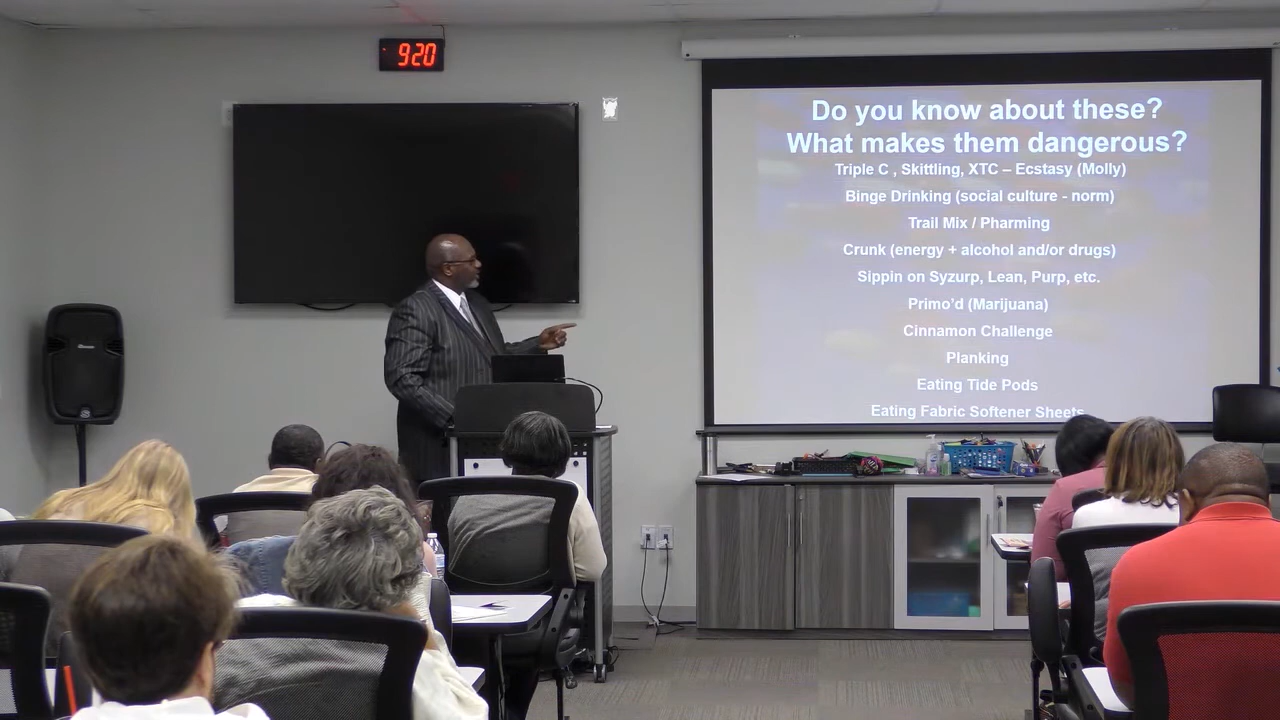 920
Do you know about these?
What makes them dangerous?
Triple C , Skittling, XTC – Ecstasy (Molly)
Binge Drinking (social culture - norm)
Trail Mix / Pharming
Crunk (energy + alcohol and/or drugs)
Sippin on Syzurp, Lean, Purp, etc.
Primo'd (Marijuana)
Cinnamon Challenge
Planking
Eating Tide Pods
Eating Fabric Softener Sheets